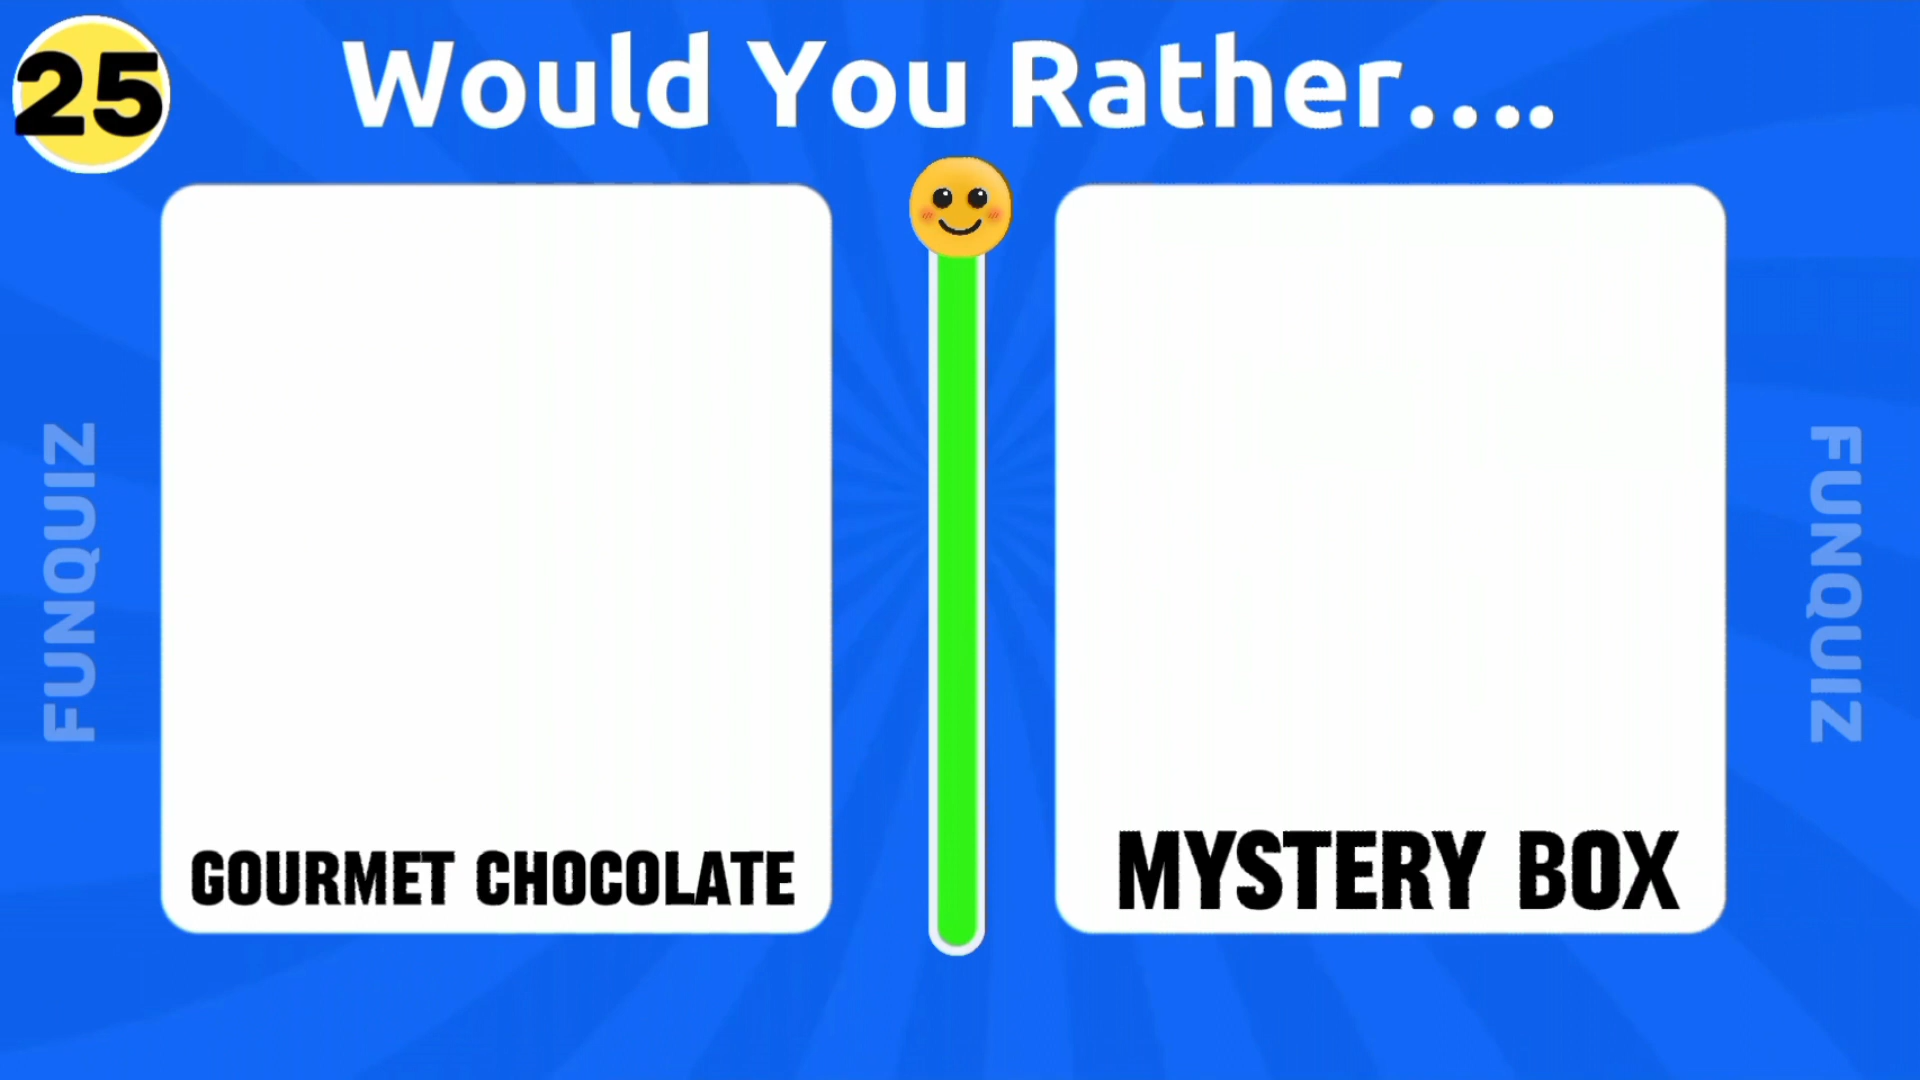 25
Would You Rather....
FUNQUIZ
GOURMET CHOCOLATE
MYSTERY BOX
FUNQUIZ